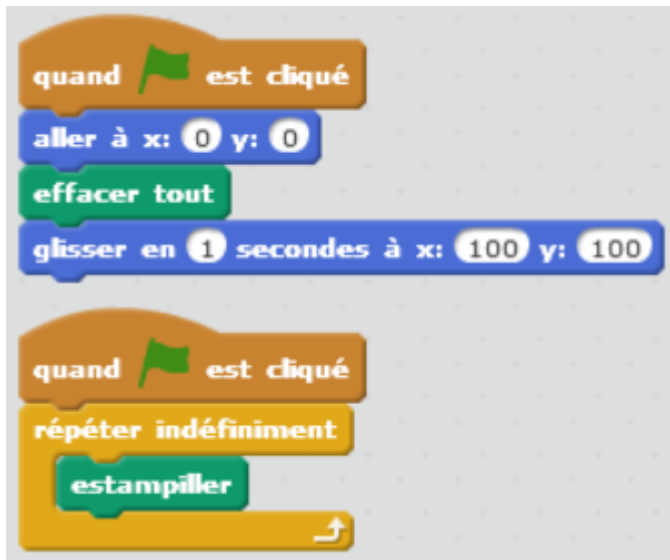 quand est cliqué
aller à x: 0 y: 0
effacer tout
glisser en 1 secondes à x: 100 y: 100
quand est cliqué
répéter indéfiniment
estampiller